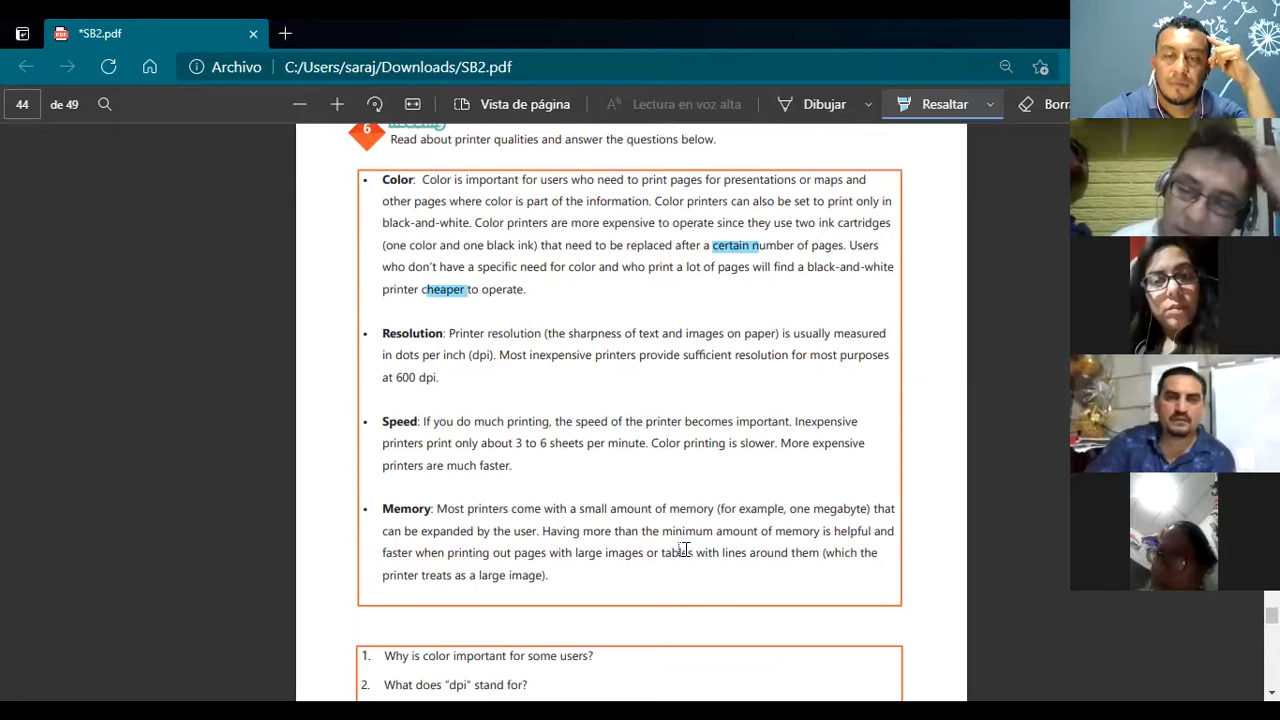 *SB2.pdf
Archivo C:/Users/saraj/Downloads/SB2.pdf
44 de 49 Vista de página Lectura en voz alta Dibujar Resaltar Borra
6
Read about printer qualities and answer the questions below.
• Color: Color is important for users who need to print pages for presentations or maps and
other pages where color is part of the information. Color printers can also be set to print only in
black-and-white. Color printers are more expensive to operate since they use two ink cartridges
(one color and one black ink) that need to be replaced after a certain number of pages. Users
who don't have a specific need for color and who print a lot of pages will find a black-and-white
printer cheaper to operate.
• Resolution: Printer resolution (the sharpness of text and images on paper) is usually measured
in dots per inch (dpi). Most inexpensive printers provide sufficient resolution for most purposes
at 600 dpi.
• Speed: If you do much printing, the speed of the printer becomes important. Inexpensive
printers print only about 3 to 6 sheets per minute. Color printing is slower. More expensive
printers are much faster.
• Memory: Most printers come with a small amount of memory (for example, one megabyte) that
can be expanded by the user. Having more than the minimum amount of memory is helpful and
faster when printing out pages with large images or tables with lines around them (which the
printer treats as a large image).
1. Why is color important for some users?
2. What does "dpi" stand for?